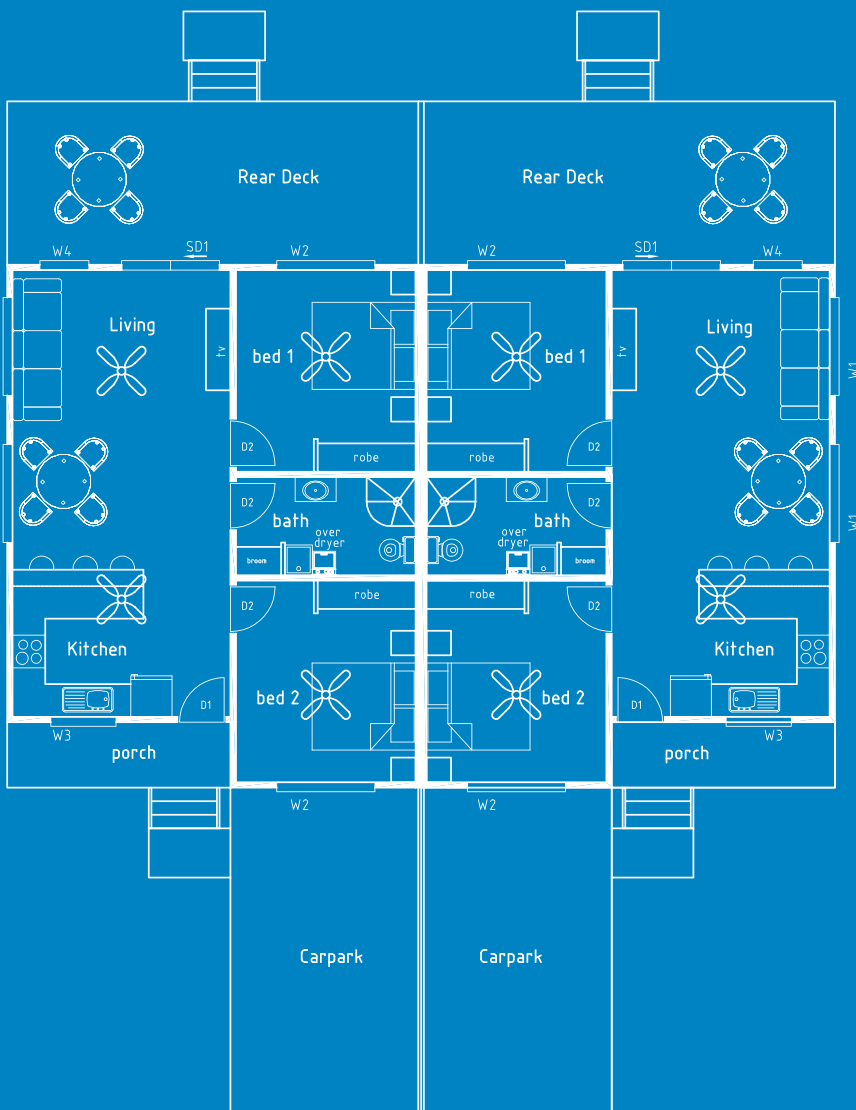 Rear Deck Rear Deck
W4 SD1 W2 W2 SD1 W4
Living Living
tv bed 1 bed 1 tv
W1
D2 robe robe D2
D2 D2
W1
bath bath
over over
dryer dryer
broom broom
D2 robe robe D2
Kitchen Kitchen
bed 2 bed 2
D1 D1
W3 W3
porch porch
W2 W2
Carpark Carpark